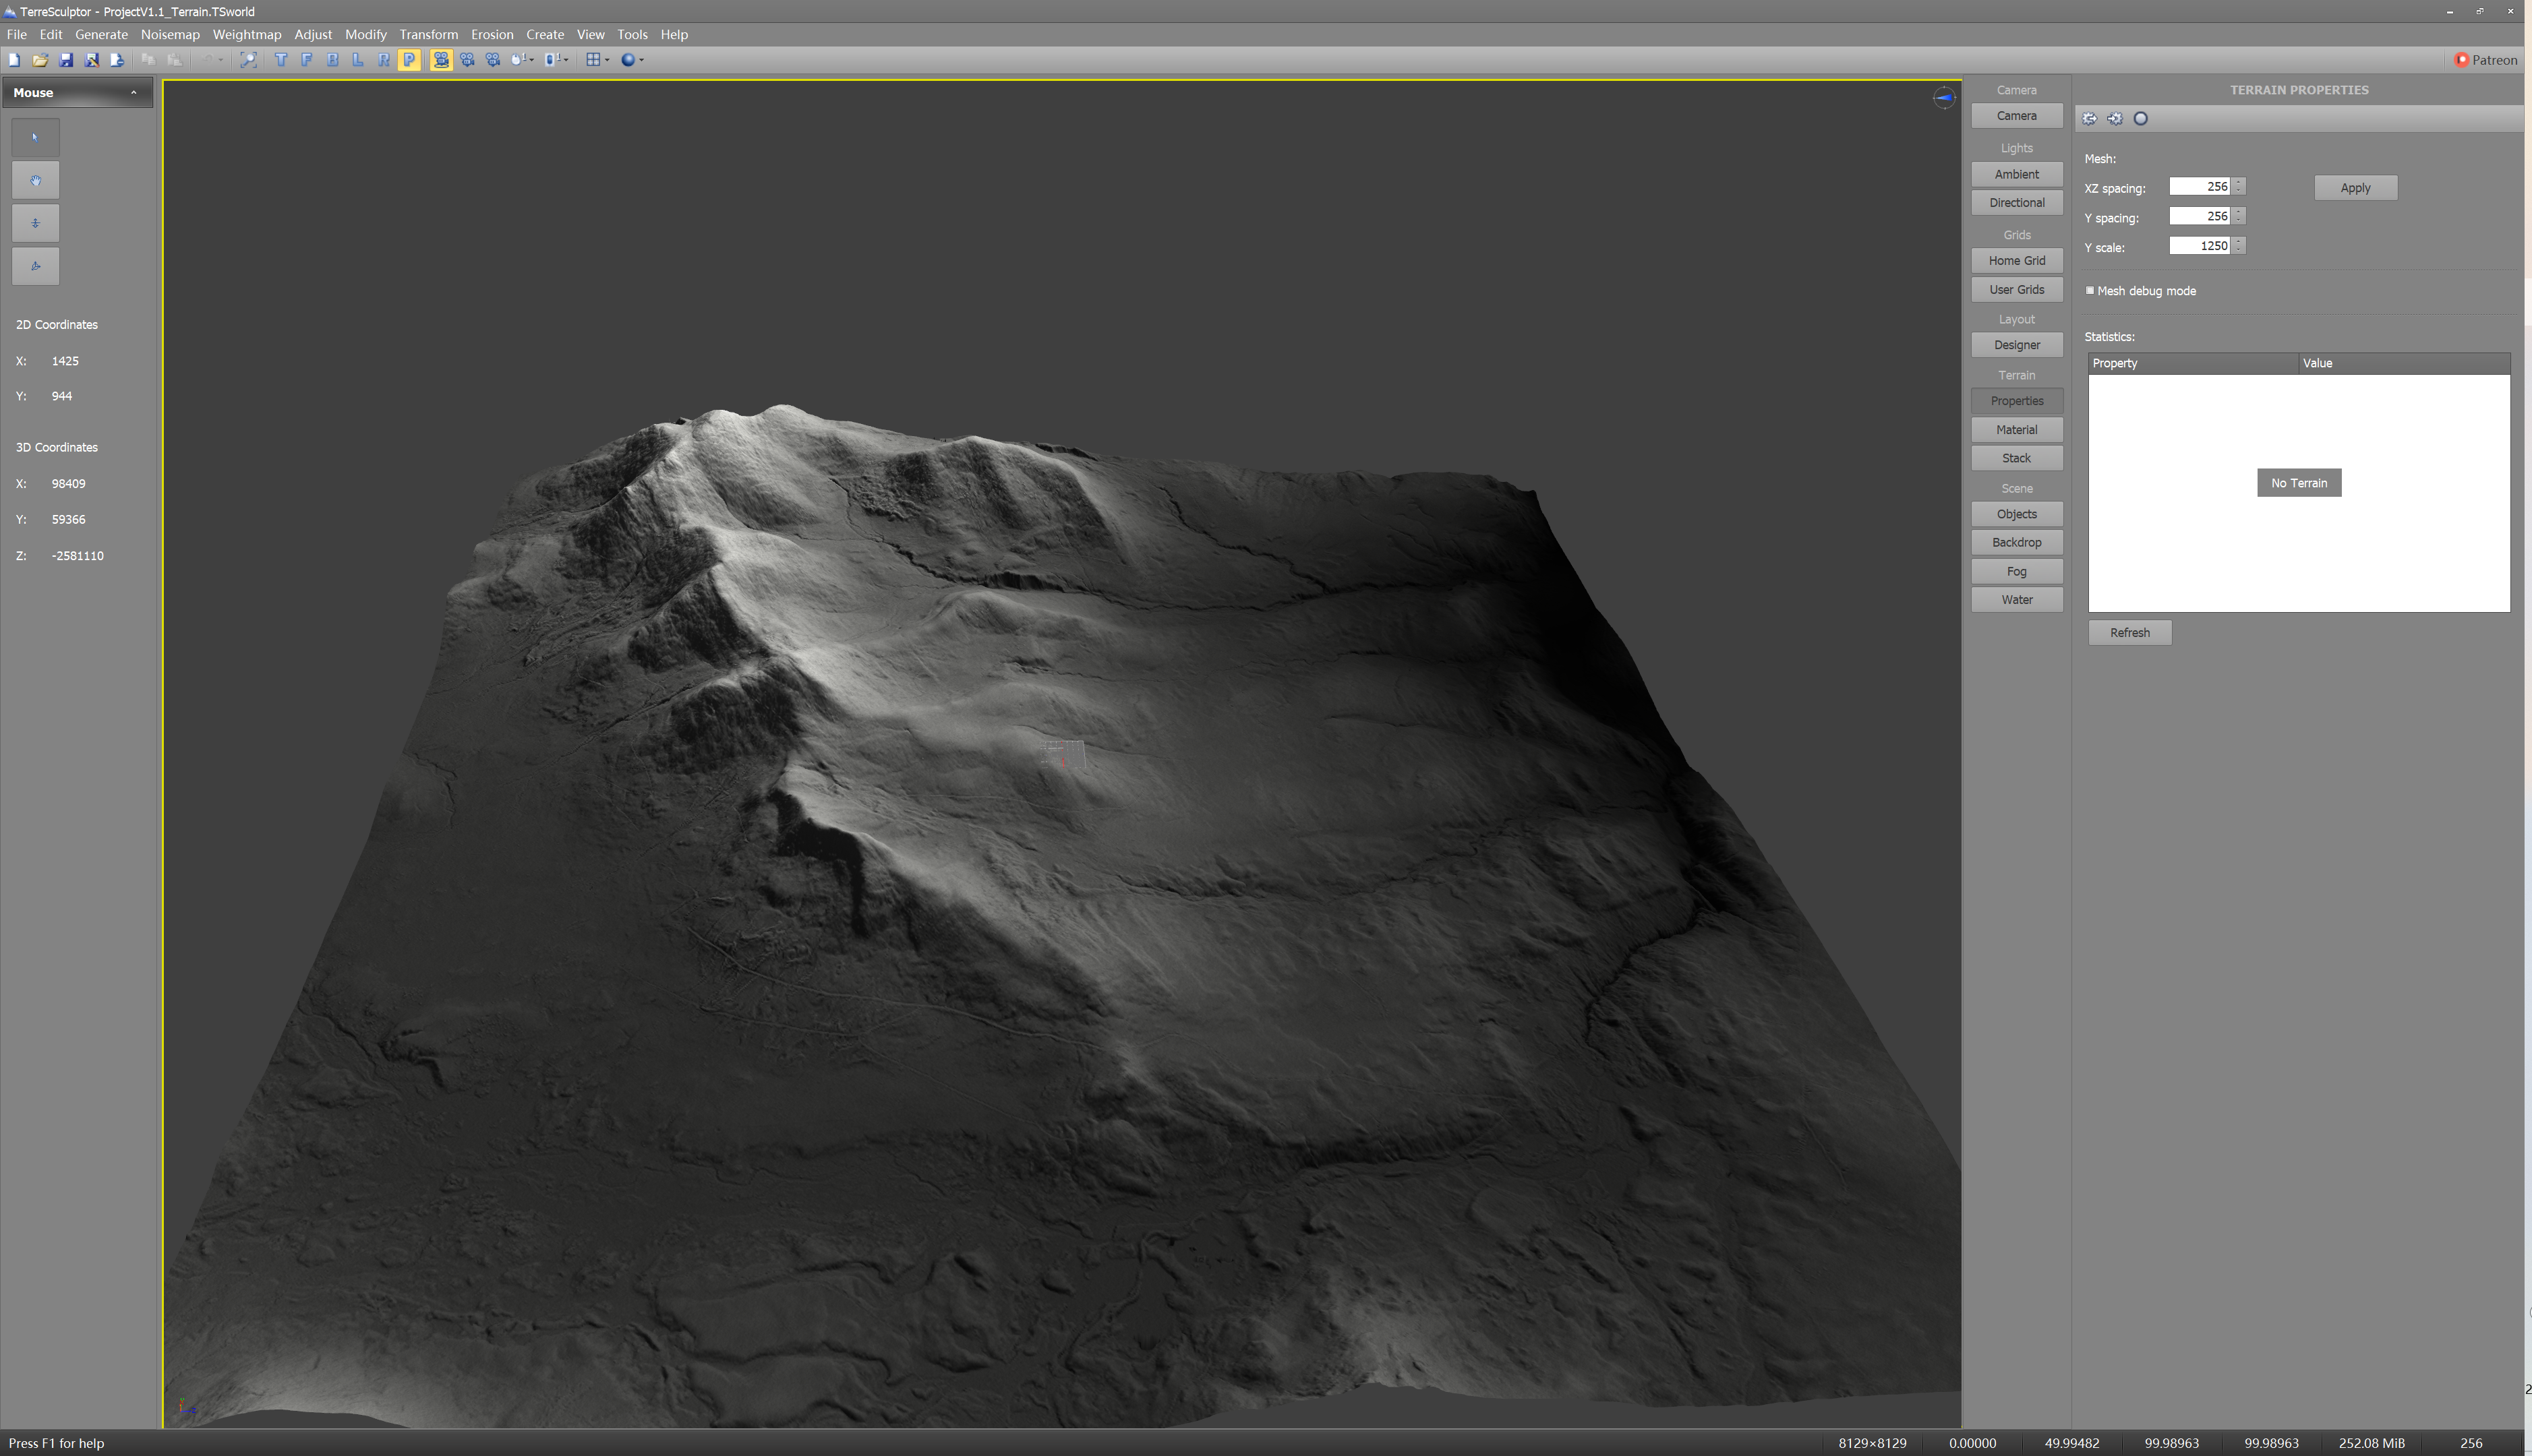 TerreSculptor - ProjectV1.1_Terrain.TSworld
File Edit Generate Noisemap Weightmap Adjust Modify Transform Erosion Create View Tools Help
T F B L R P 1 1
Patreon
Mouse
2D Coordinates
X: 1425
Y: 944
3D Coordinates
X: 98409
Y: 59366
Z: -2581110
Camera
Camera
Lights
Ambient
Directional
Grids
Home Grid
User Grids
Layout
Designer
Terrain
Properties
Material
Stack
Scene
Objects
Backdrop
Fog
Water
TERRAIN PROPERTIES
Mesh:
XZ spacing: 256 Apply
Y spacing: 256
Y scale: 1250
Mesh debug mode
Statistics:
Property Value
No Terrain
Refresh
Press F1 for help
8129×8129 0.00000 49.99482 99.98963 99.98963 252.08 MiB 256